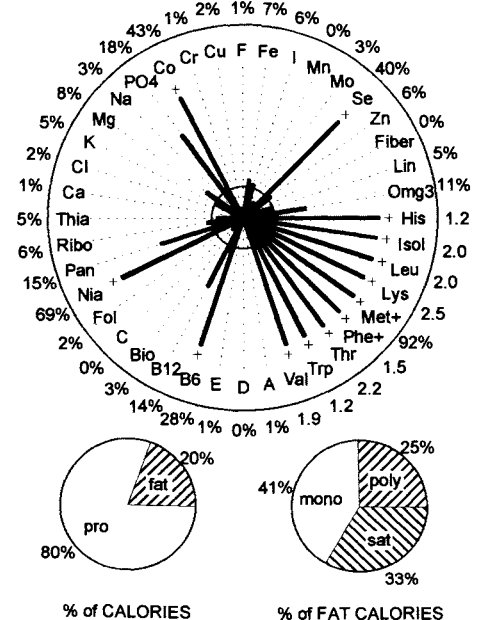 1%
F
7%
Fe
6%
I
0%
Mn
3%
Mo
40%
Se
6%
Zn
0%
Fiber
5%
Lin
11%
Omg3
His
1.2
Isol
2.0
Leu
2.0
Lys
2.5
Met+
92%
Phe+
1.5
Thr
2.2
Trp
1.2
Val
1.9
A
1%
D
0%
E
1%
B6
28%
B12
14%
Bio
3%
C
0%
Fol
2%
Nia
69%
Pan
15%
Ribo
6%
Thia
5%
Ca
1%
Cl
2%
K
5%
Mg
8%
Na
3%
PO4
18%
Co
43%
Cr
1%
Cu
2%
20%
fat
pro
80%
% of CALORIES
25%
poly
41%
mono
sat
33%
% of FAT CALORIES